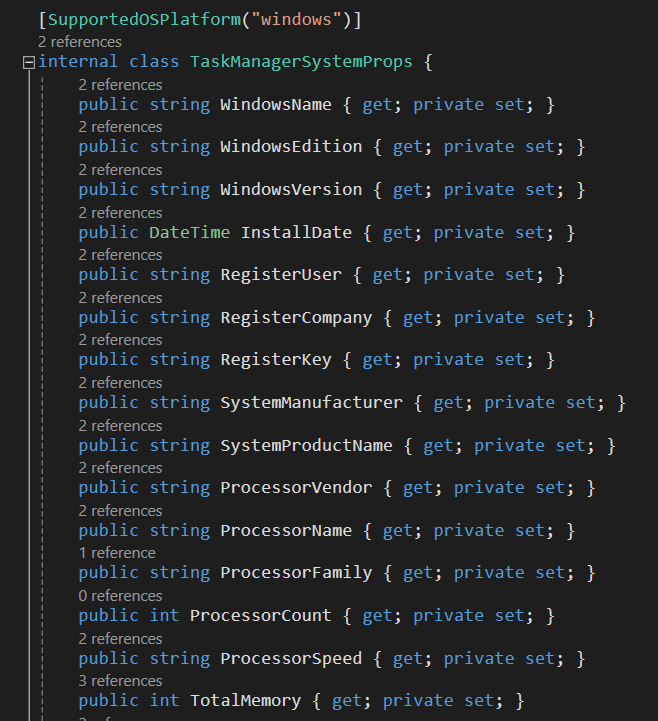 [SupportedOSPlatform("windows")]
2 references
internal class TaskManagerSystemProps {
2 references
public string WindowsName { get; private set; }
2 references
public string WindowsEdition { get; private set; }
2 references
public string WindowsVersion { get; private set; }
2 references
public DateTime InstallDate { get; private set; }
2 references
public string RegisterUser { get; private set; }
2 references
public string RegisterCompany { get; private set; }
2 references
public string RegisterKey { get; private set; }
2 references
public string SystemManufacturer { get; private set; }
2 references
public string SystemProductName { get; private set; }
2 references
public string ProcessorVendor { get; private set; }
2 references
public string ProcessorName { get; private set; }
1 reference
public string ProcessorFamily { get; private set; }
0 references
public int ProcessorCount { get; private set; }
2 references
public string ProcessorSpeed { get; private set; }
3 references
public int TotalMemory { get; private set; }